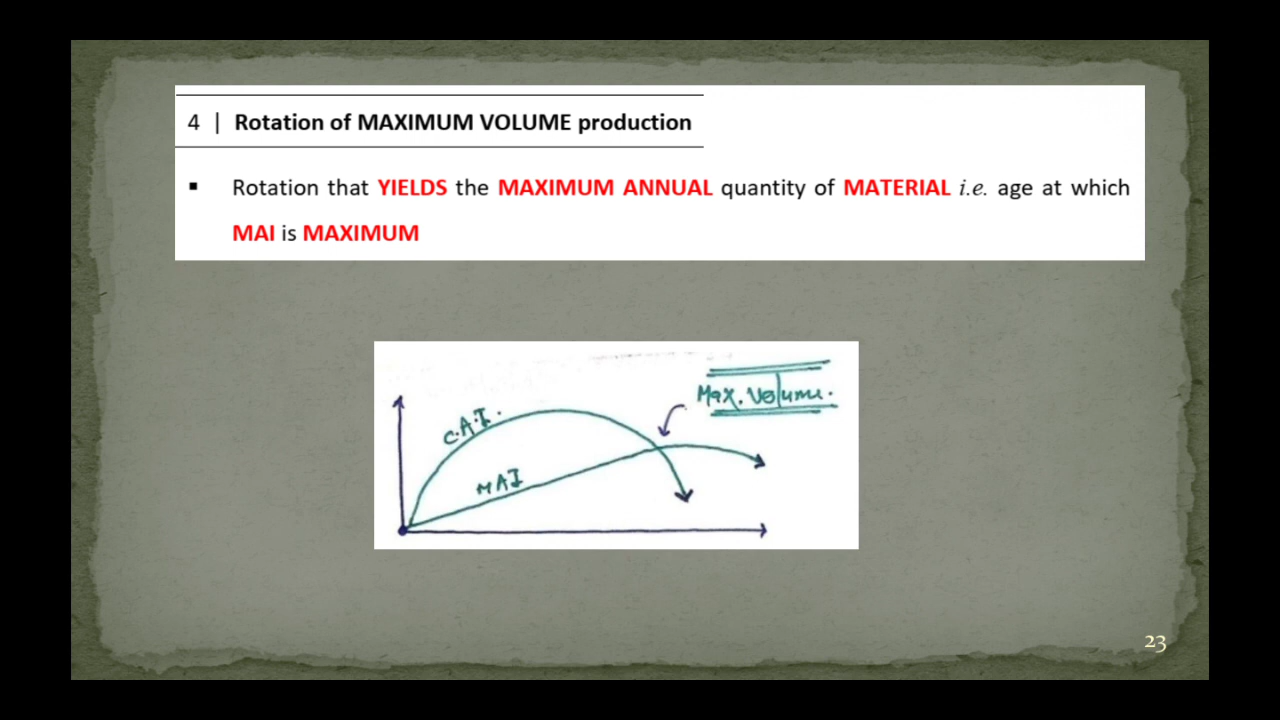 4 | Rotation of MAXIMUM VOLUME production
▪ Rotation that YIELDS the MAXIMUM ANNUAL quantity of MATERIAL i.e. age at which
MAI is MAXIMUM
Max. Volume.
C.A.I.
MAI
23